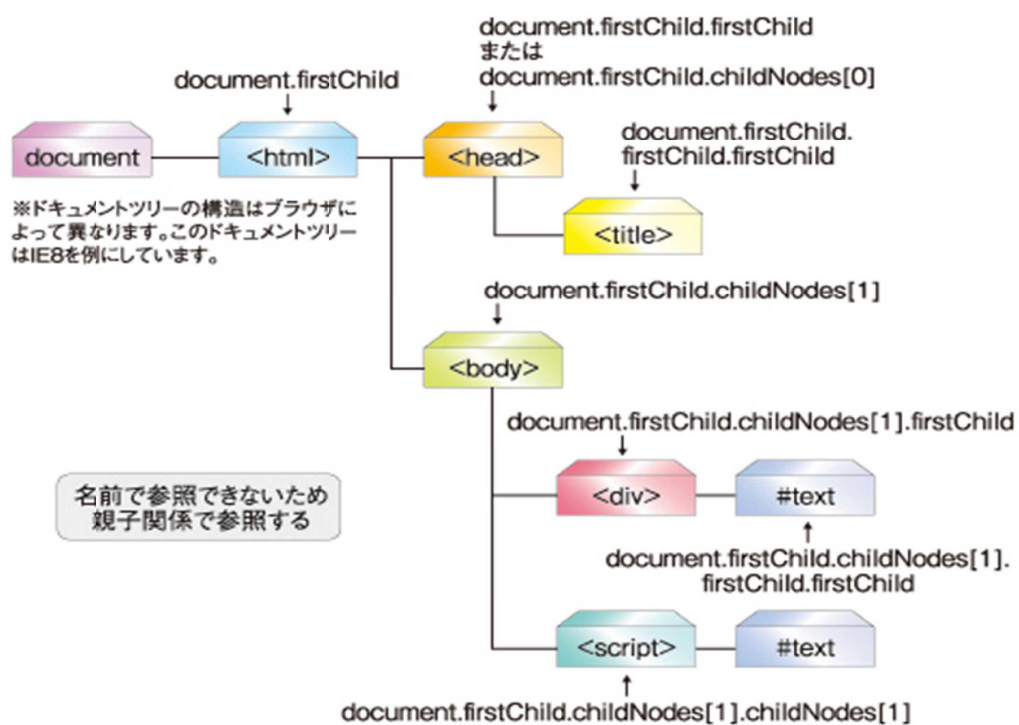 document.firstChild.firstChild
または
document.firstChild.childNodes[0]
document.firstChild
document.firstChild.
firstChild.firstChild
document
<html>
<head>
<title>
※ドキュメントツリーの構造はブラウザに
よって異なります。このドキュメントツリー
はIE8を例にしています。
document.firstChild.childNodes[1]
<body>
document.firstChild.childNodes[1].firstChild
<div>
#text
名前で参照できないため
親子関係で参照する
document.firstChild.childNodes[1].
firstChild.firstChild
<script>
#text
document.firstChild.childNodes[1].childNodes[1]